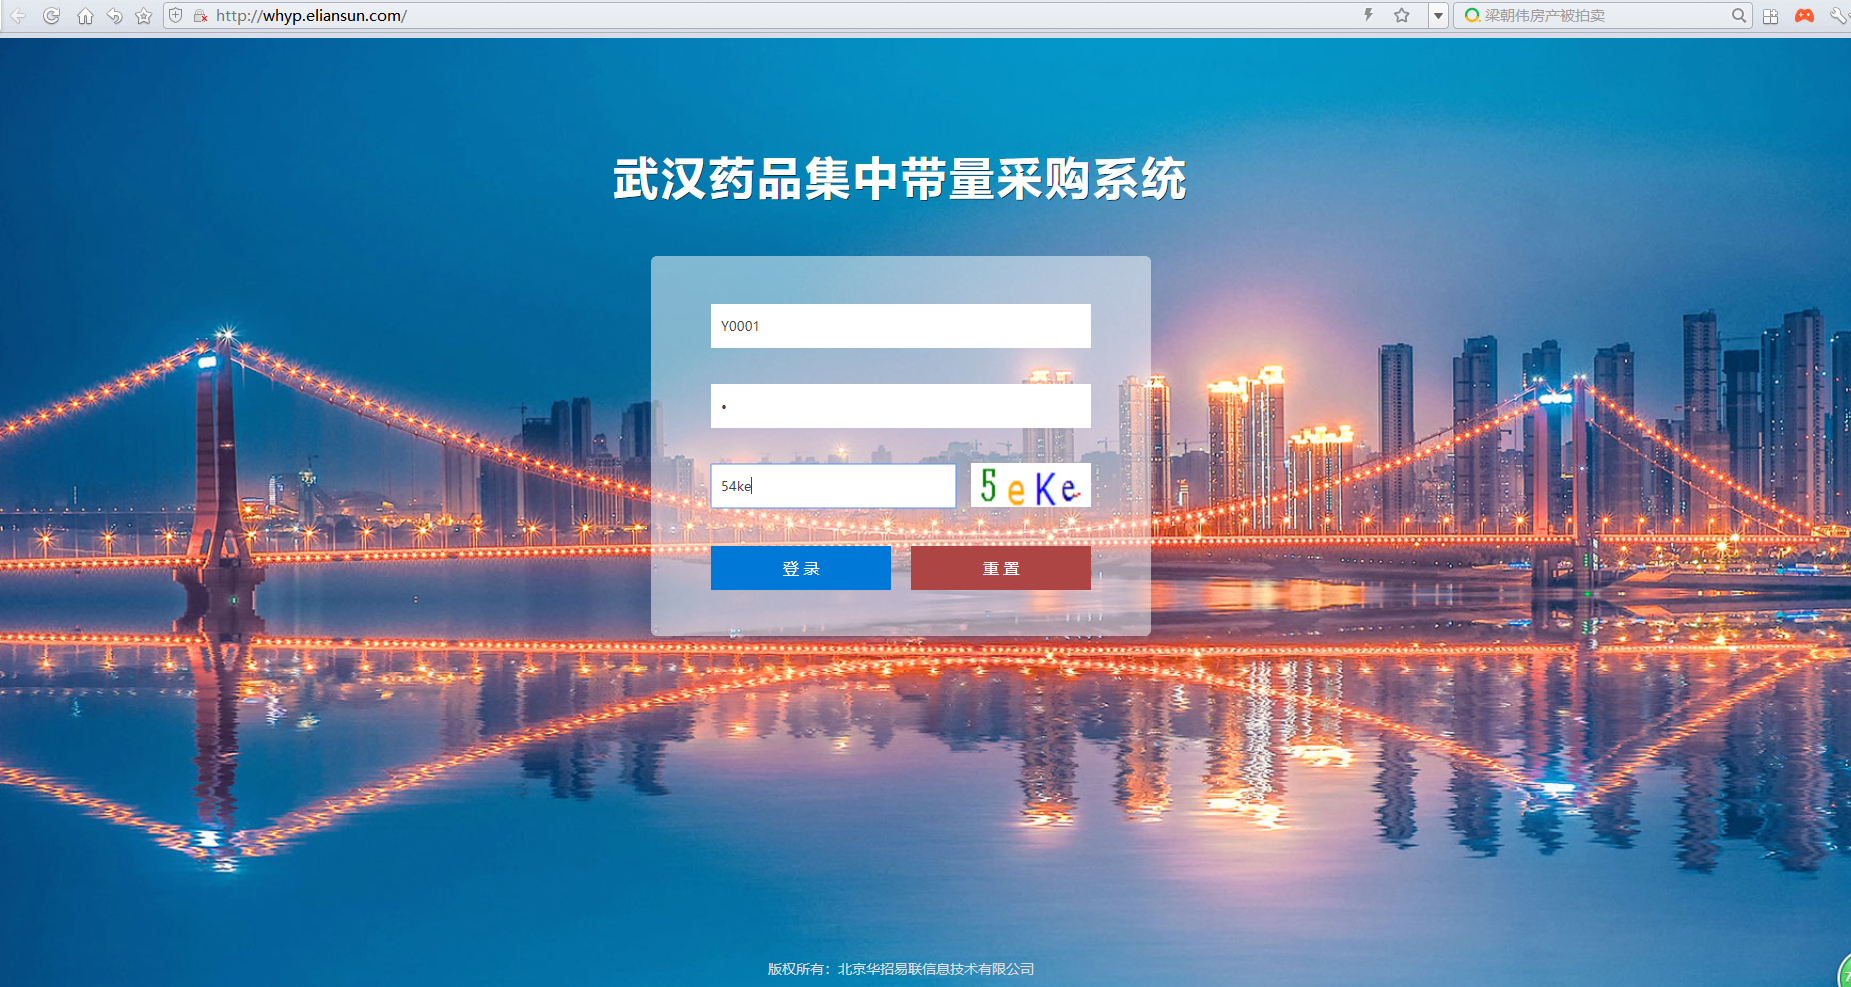 http://whyp.eliansun.com/
梁朝伟房产被拍卖
武汉药品集中带量采购系统
Y0001
•
54ke
5eKe
登 录
重 置
版权所有：北京华招易联信息技术有限公司
7